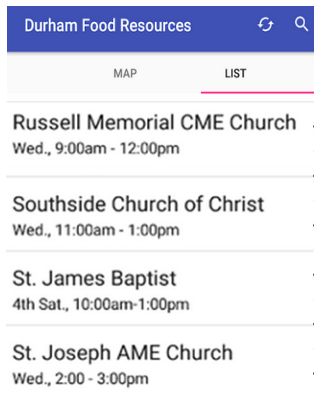 Durham Food Resources
MAP LIST
Russell Memorial CME Church
Wed., 9:00am - 12:00pm
Southside Church of Christ
Wed., 11:00am - 1:00pm
St. James Baptist
4th Sat., 10:00am-1:00pm
St. Joseph AME Church
Wed., 2:00 - 3:00pm